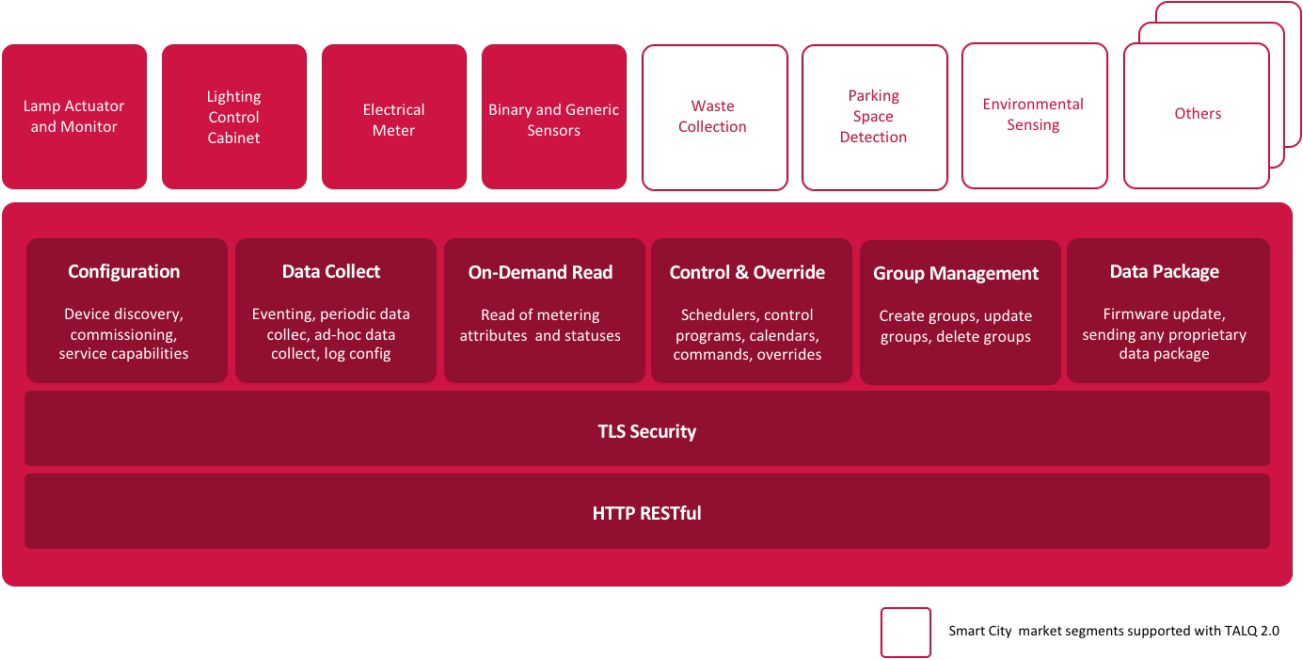 Lamp Actuator
and Monitor
Lighting
Control
Cabinet
Electrical
Meter
Binary and Generic
Sensors
Waste
Collection
Parking
Space
Detection
Environmental
Sensing
Others
Configuration
Device discovery,
commissioning,
service capabilities
Data Collect
Eventing, periodic data
collec, ad-hoc data
collect, log config
On-Demand Read
Read of metering
attributes and statuses
Control & Override
Schedulers, control
programs, calendars,
commands, overrides
Group Management
Create groups, update
groups, delete groups
Data Package
Firmware update,
sending any proprietary
data package
TLS Security
HTTP RESTful
Smart City market segments supported with TALQ 2.0